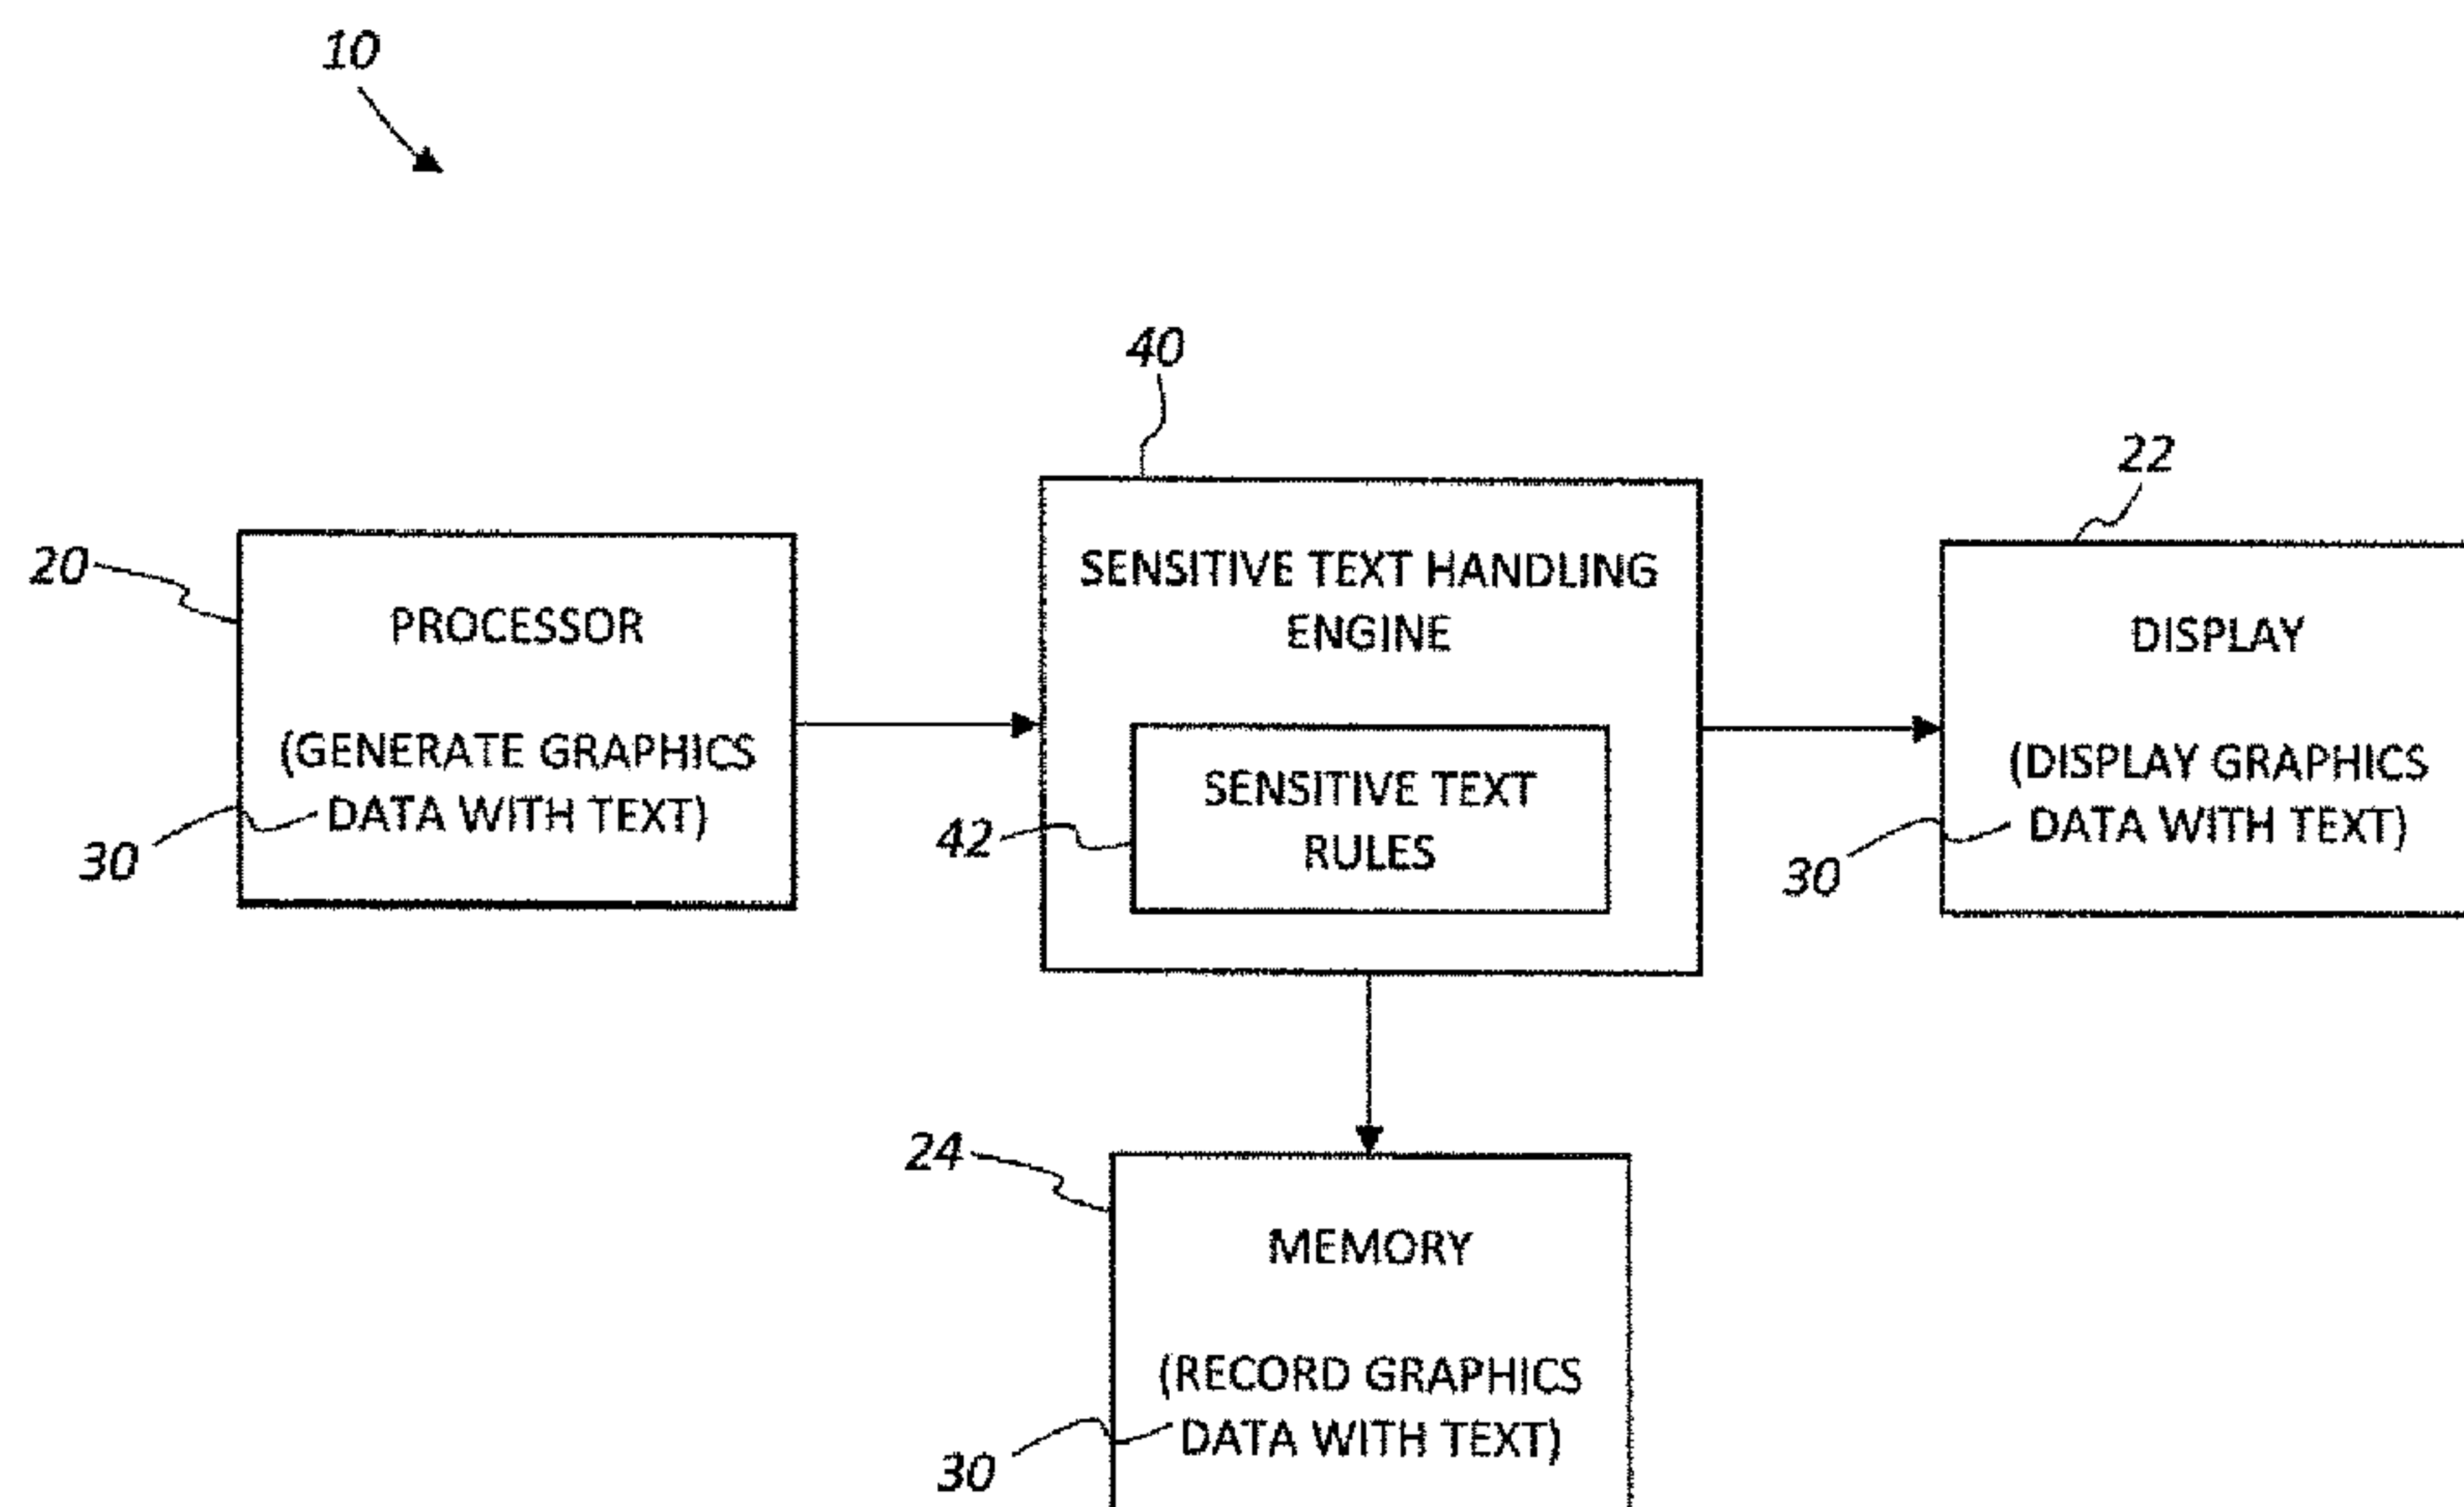 10
40
22
20
PROCESSOR
(GENERATE GRAPHICS
DATA WITH TEXT)
30
SENSITIVE TEXT HANDLING
ENGINE
SENSITIVE TEXT
RULES
42
DISPLAY
(DISPLAY GRAPHICS
DATA WITH TEXT)
30
24
MEMORY
(RECORD GRAPHICS
DATA WITH TEXT)
30